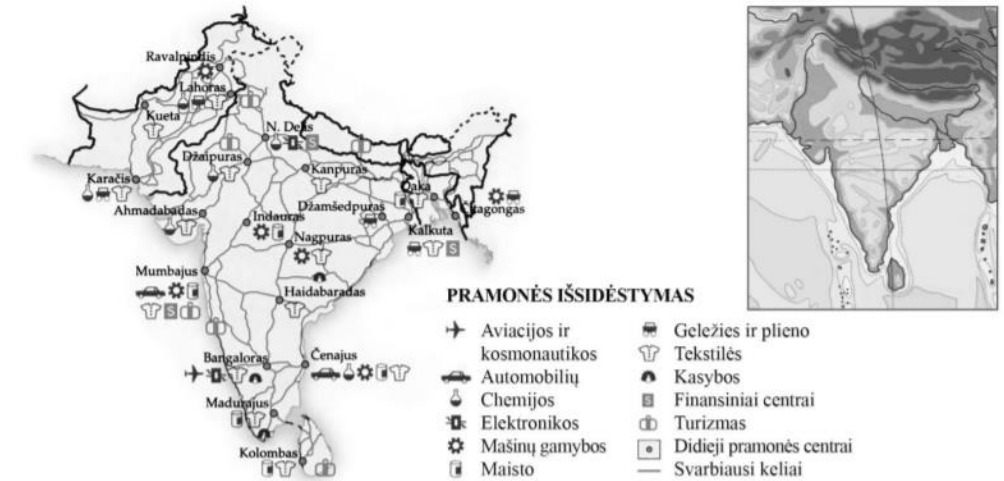 Ravalpindis
Lahoras
Kueta
N. Delis
Džaipuras
Kanpuras
Karačis
Daka
Ahmadabadas
Džamšedpuras
Čitagongas
Indauras
Kalkuta
Nagpuras
Mumbajus
Haidabaradas
Bangaloras
Čenajus
Madurajus
Kolombas
PRAMONĖS IŠSIDĖSTYMAS
Aviacijos ir
kosmonautikos
Automobilių
Chemijos
Elektronikos
Mašinų gamybos
Maisto
Geležies ir plieno
Tekstilės
Kasybos
S Finansiniai centrai
Turizmas
Didieji pramonės centrai
Svarbiausi keliai